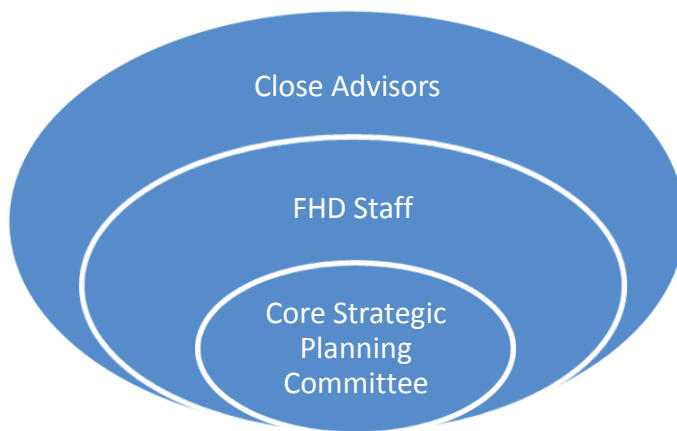 Close Advisors
FHD Staff
Core Strategic
Planning
Committee